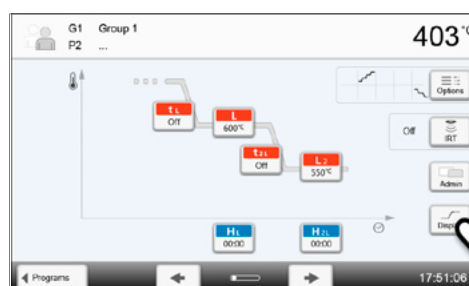 G1 Group 1
P2 ...
403°C
Options
tL
Off
L
600°C
Off
IRT
t2L
Off
L2
550°C
Admin
HL
00:00
H2L
00:00
Programs
17:51:06